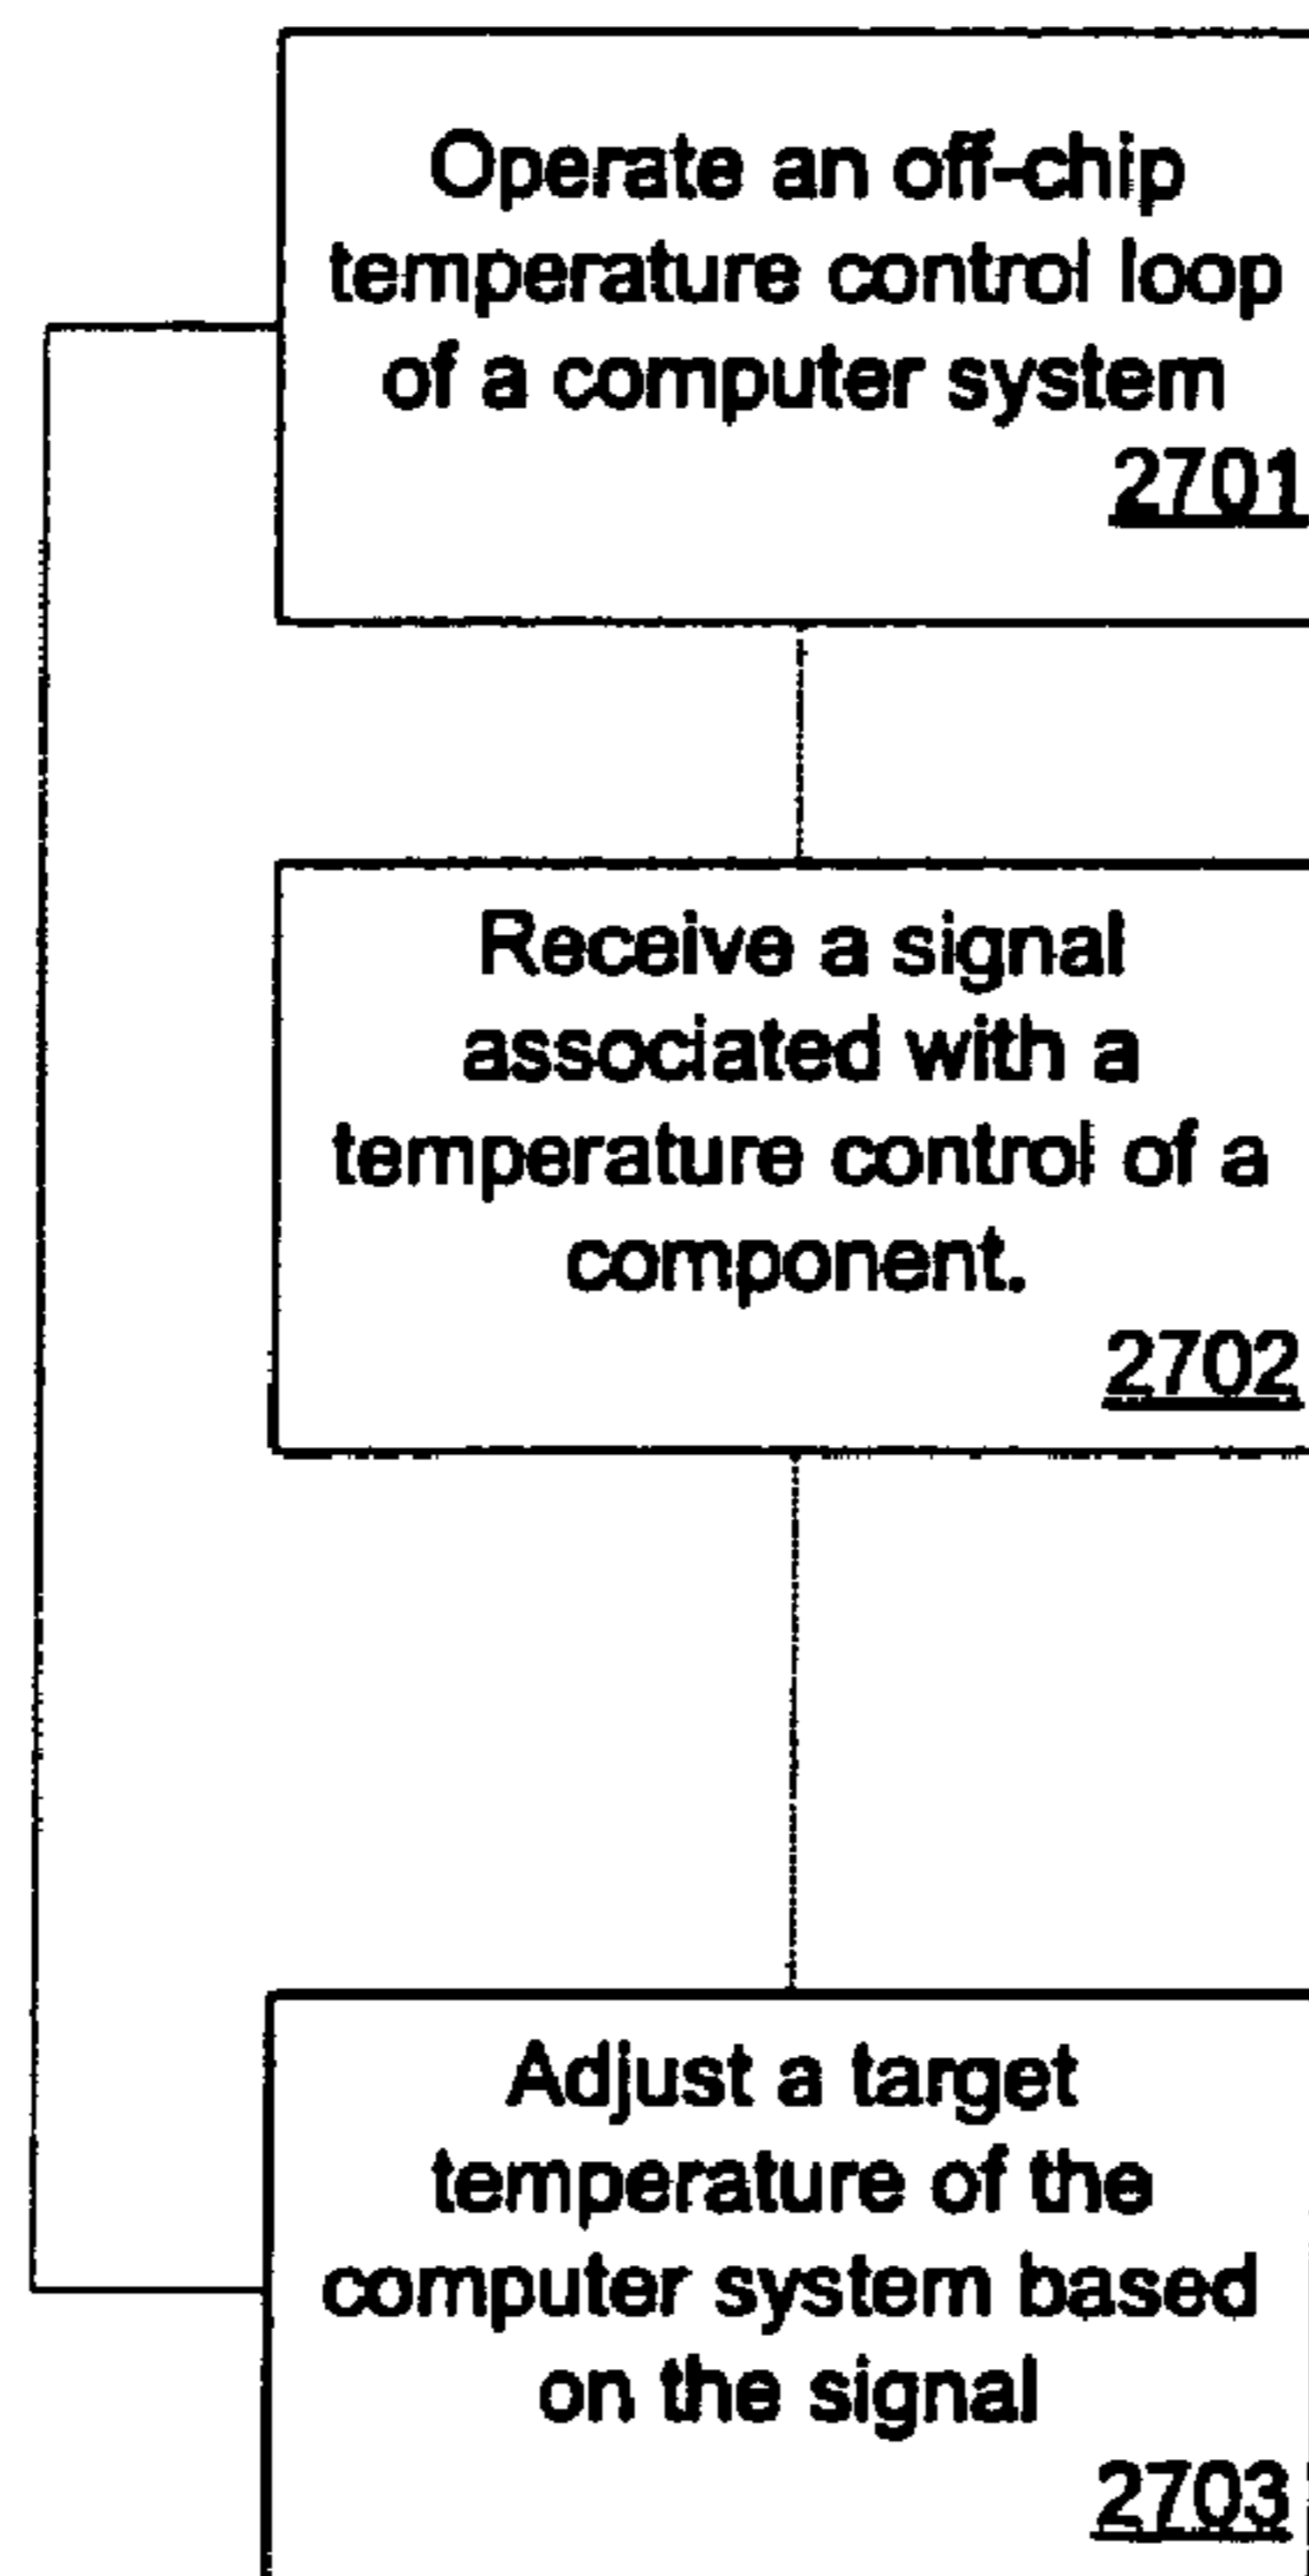 Operate an off-chip
temperature control loop
of a computer system
2701
Receive a signal
associated with a
temperature control of a
component.
2702
Adjust a target
temperature of the
computer system based
on the signal
2703